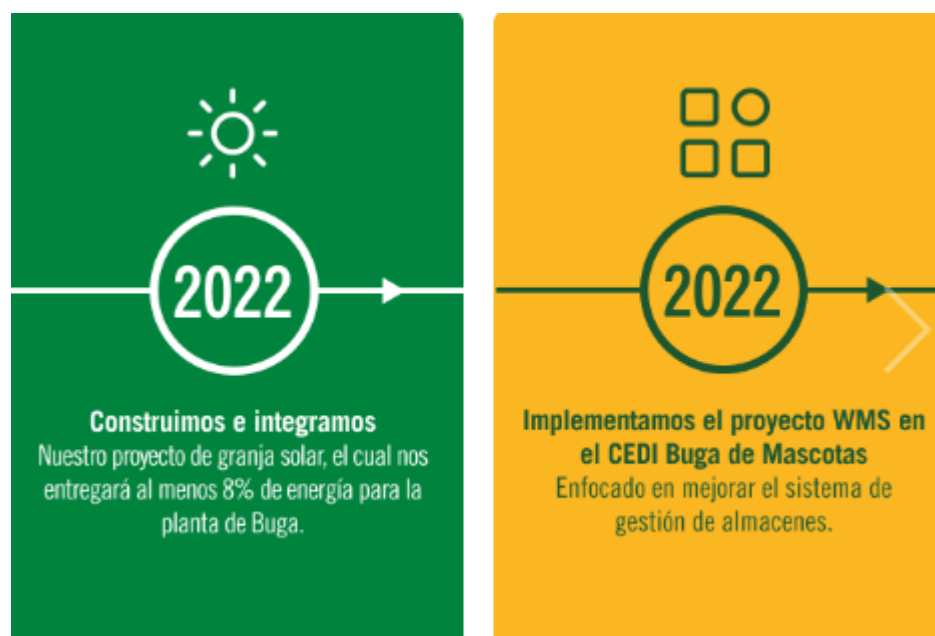 2022
Construimos e integramos
Nuestro proyecto de granja solar, el cual nos
entregará al menos 8% de energía para la
planta de Buga.
2022
Implementamos el proyecto WMS en
el CEDI Buga de Mascotas
Enfocado en mejorar el sistema de
gestión de almacenes.